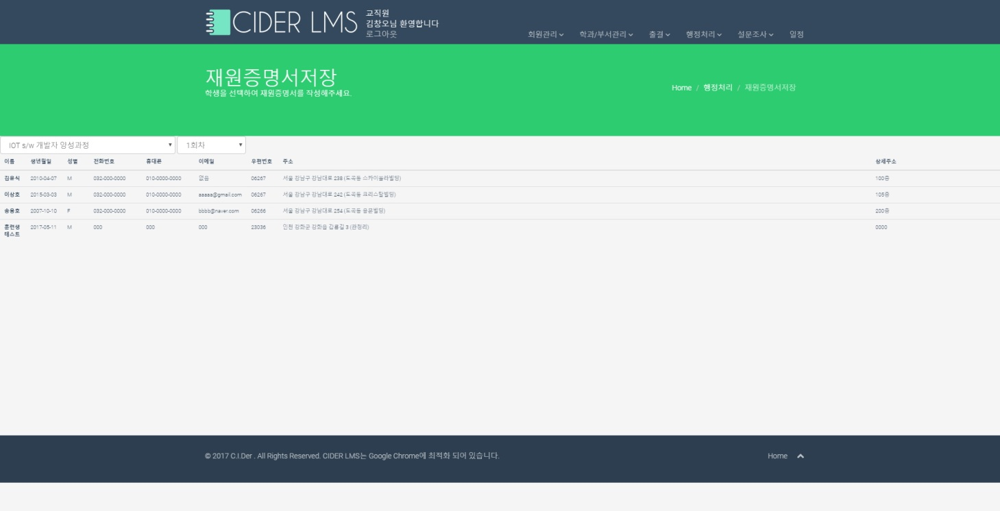 CIDER LMS
교직원
김창오님 환영합니다
로그아웃
회원관리 학과/부서관리 출결 행정처리 설문조사 일정
재원증명서저장
학생을 선택하여 재원증명서를 작성해주세요.
Home / 행정처리 / 재원증명서저장
IOT s/w 개발자 양성과정 1회차
이름 생년월일 성별 전화번호 휴대폰 이메일 우편번호 주소 상세주소
김은식 2010-04-07 M 032-000-0000 010-0000-0000 없음 06267 서울 강남구 강남대로 238 (도곡동 스카이쏠라빌딩) 100층
이상호 2015-03-03 M 032-000-0000 010-0000-0000 aaaaa@gmail.com 06267 서울 강남구 강남대로 242 (도곡동 크리스탈빌딩) 105층
송용호 2007-10-10 F 032-000-0000 010-0000-0000 bbbb@naver.com 06266 서울 강남구 강남대로 254 (도곡동 용문빌딩) 200층
훈련생 2017-05-11 M 000 000 000 23036 인천 강화군 강화읍 갑룡길 3 (관청리) 0000
테스트
© 2017 C.I.Der . All Rights Reserved. CIDER LMS는 Google Chrome에 최적화 되어 있습니다.
Home